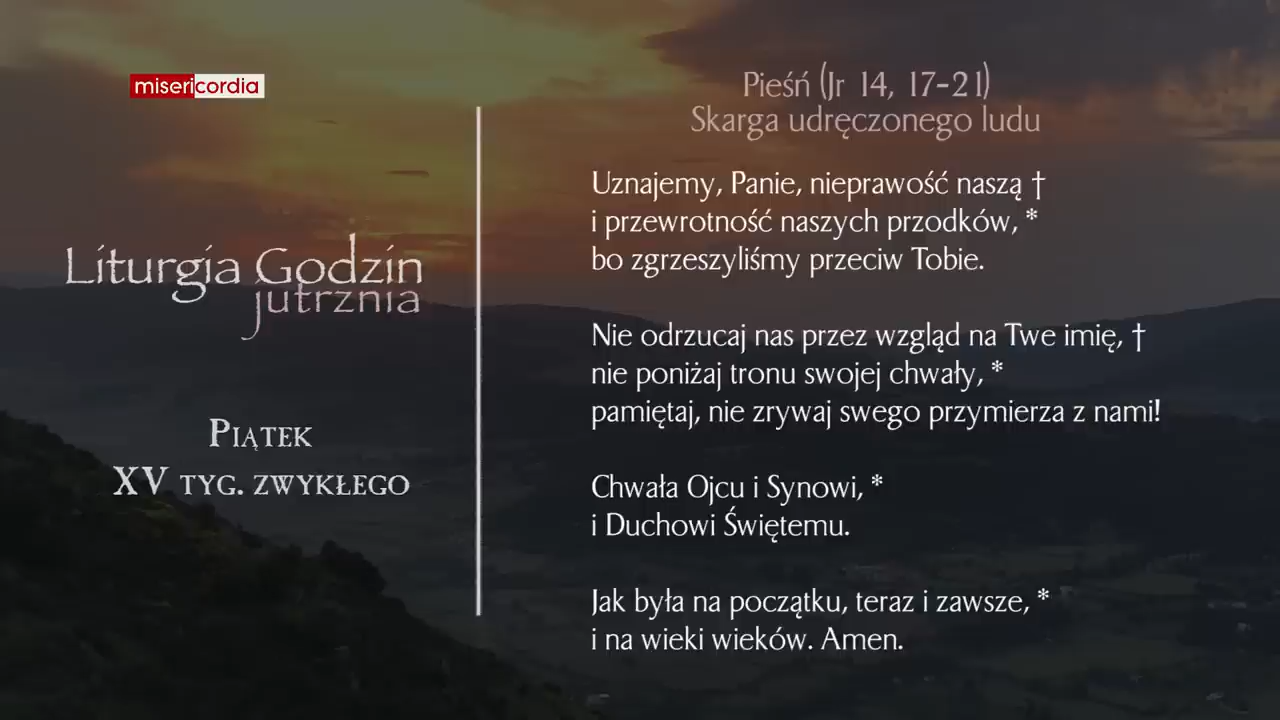 misericordia
Liturgia Godzin
jutrznia
Piątek
XV tyg. zwykłego
Pieśń (Jr 14, 17-21)
Skarga udręczonego ludu
Uznajemy, Panie, nieprawość naszą †
i przewrotność naszych przodków, *
bo zgrzeszyliśmy przeciw Tobie.
Nie odrzucaj nas przez wzgląd na Twe imię, †
nie poniżaj tronu swojej chwały, *
pamiętaj, nie zrywaj swego przymierza z nami!
Chwała Ojcu i Synowi, *
i Duchowi Świętemu.
Jak była na początku, teraz i zawsze, *
i na wieki wieków. Amen.